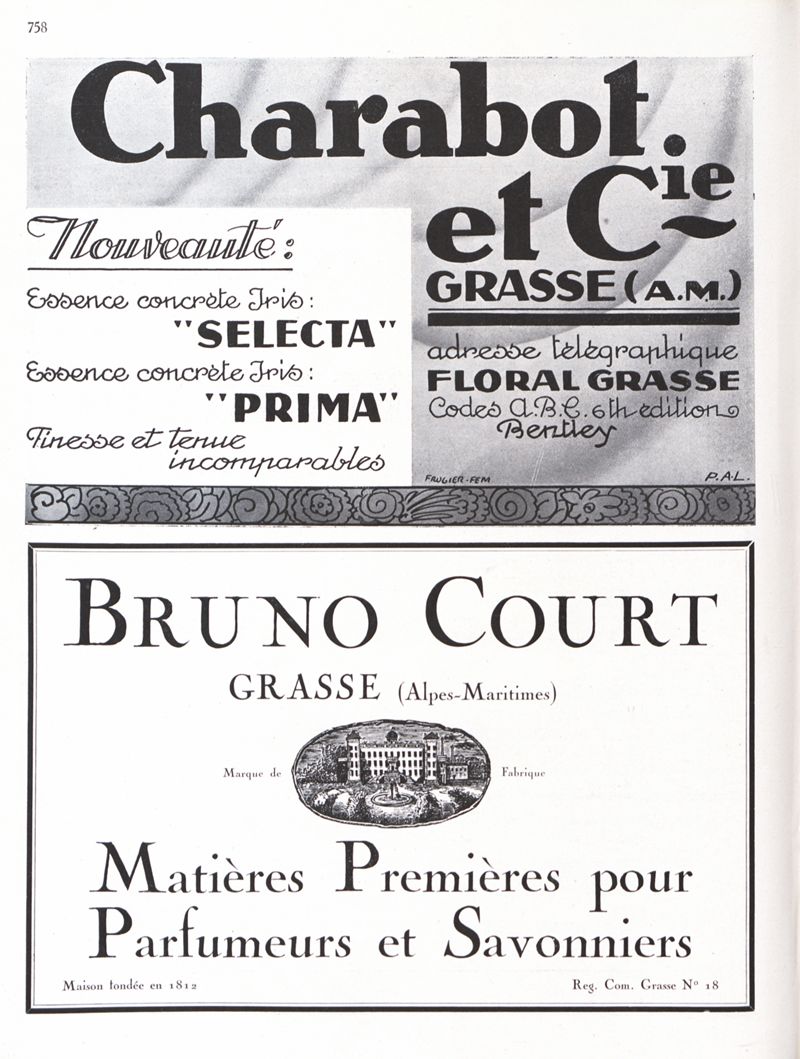 758
Charabot.
et Cie
GRASSE (A.M.)
Nouveauté:
Essence concrète Iris:
"SELECTA"
Essence concrète Iris:
"PRIMA"
Finesse et tenue
incomparables
adresse télégraphique
FLORAL GRASSE
Codes A.B.C. 6th edition
Bentley
FRUGIER-FEM
P.A.L.
BRUNO COURT
GRASSE (Alpes-Maritimes)
Marque de Fabrique
Matières Premières pour
Parfumeurs et Savonniers
Maison fondée en 1812 Reg. Com. Grasse No 18